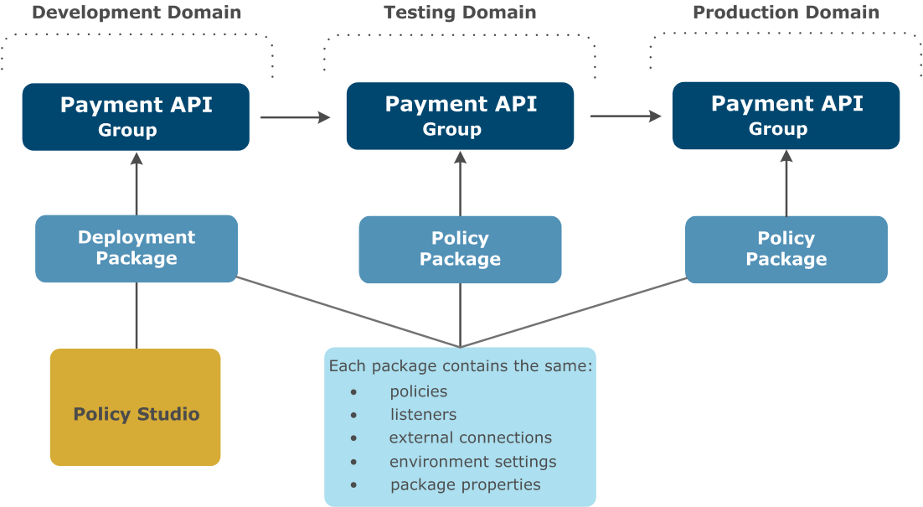 Development Domain
Testing Domain
Production Domain
Payment API
Group
Payment API
Group
Payment API
Group
Deployment
Package
Policy
Package
Policy
Package
Policy Studio
Each package contains the same:
• policies
• listeners
• external connections
• environment settings
• package properties